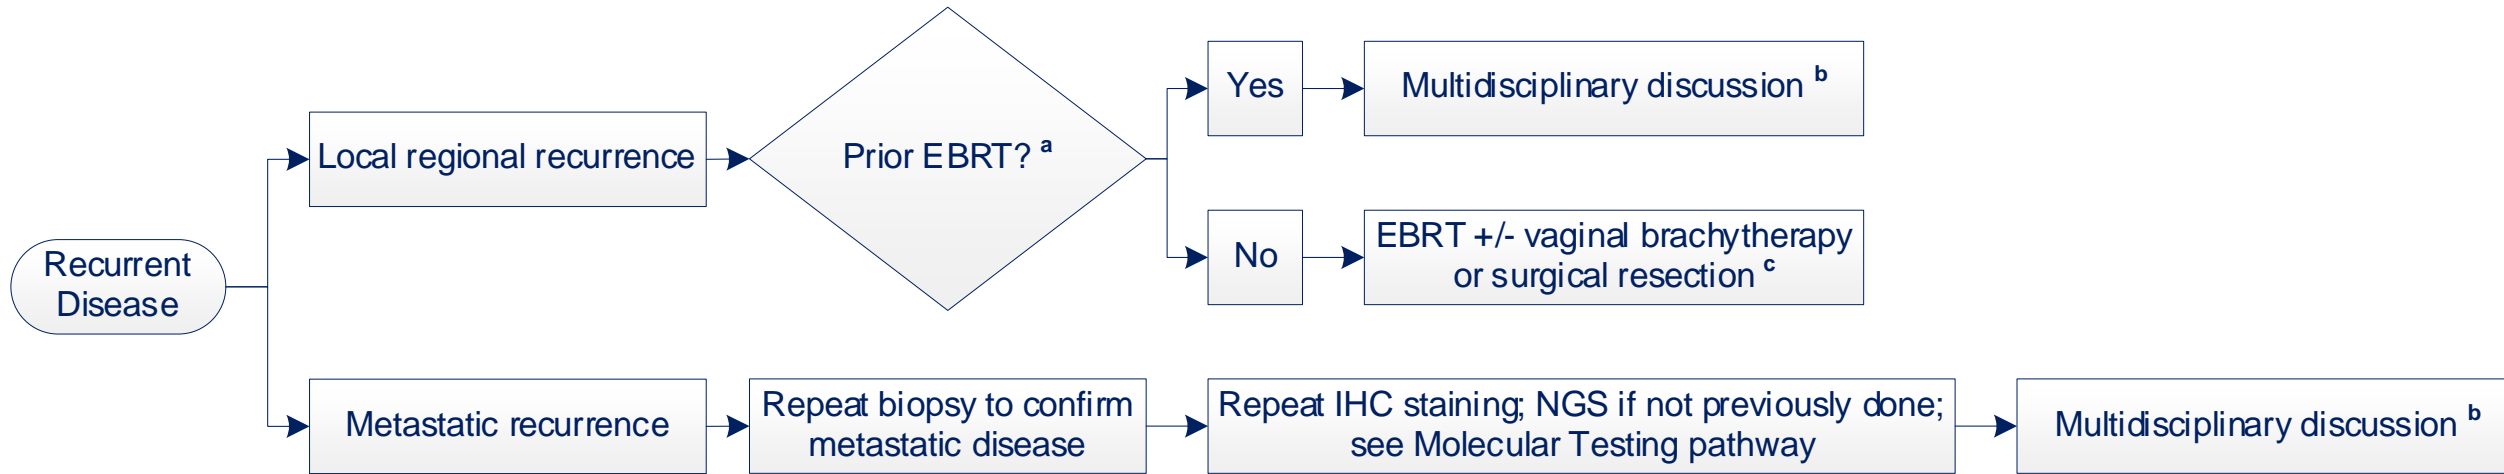 Recurrent
Disease
Local regional recurrence
Prior EBRT? a
Yes
Multidisciplinary discussion b
No
EBRT +/- vaginal brachytherapy
or surgical resection c
Metastatic recurrence
Repeat biopsy to confirm
metastatic disease
Repeat IHC staining; NGS if not previously done;
see Molecular Testing pathway
Multidisciplinary discussion b